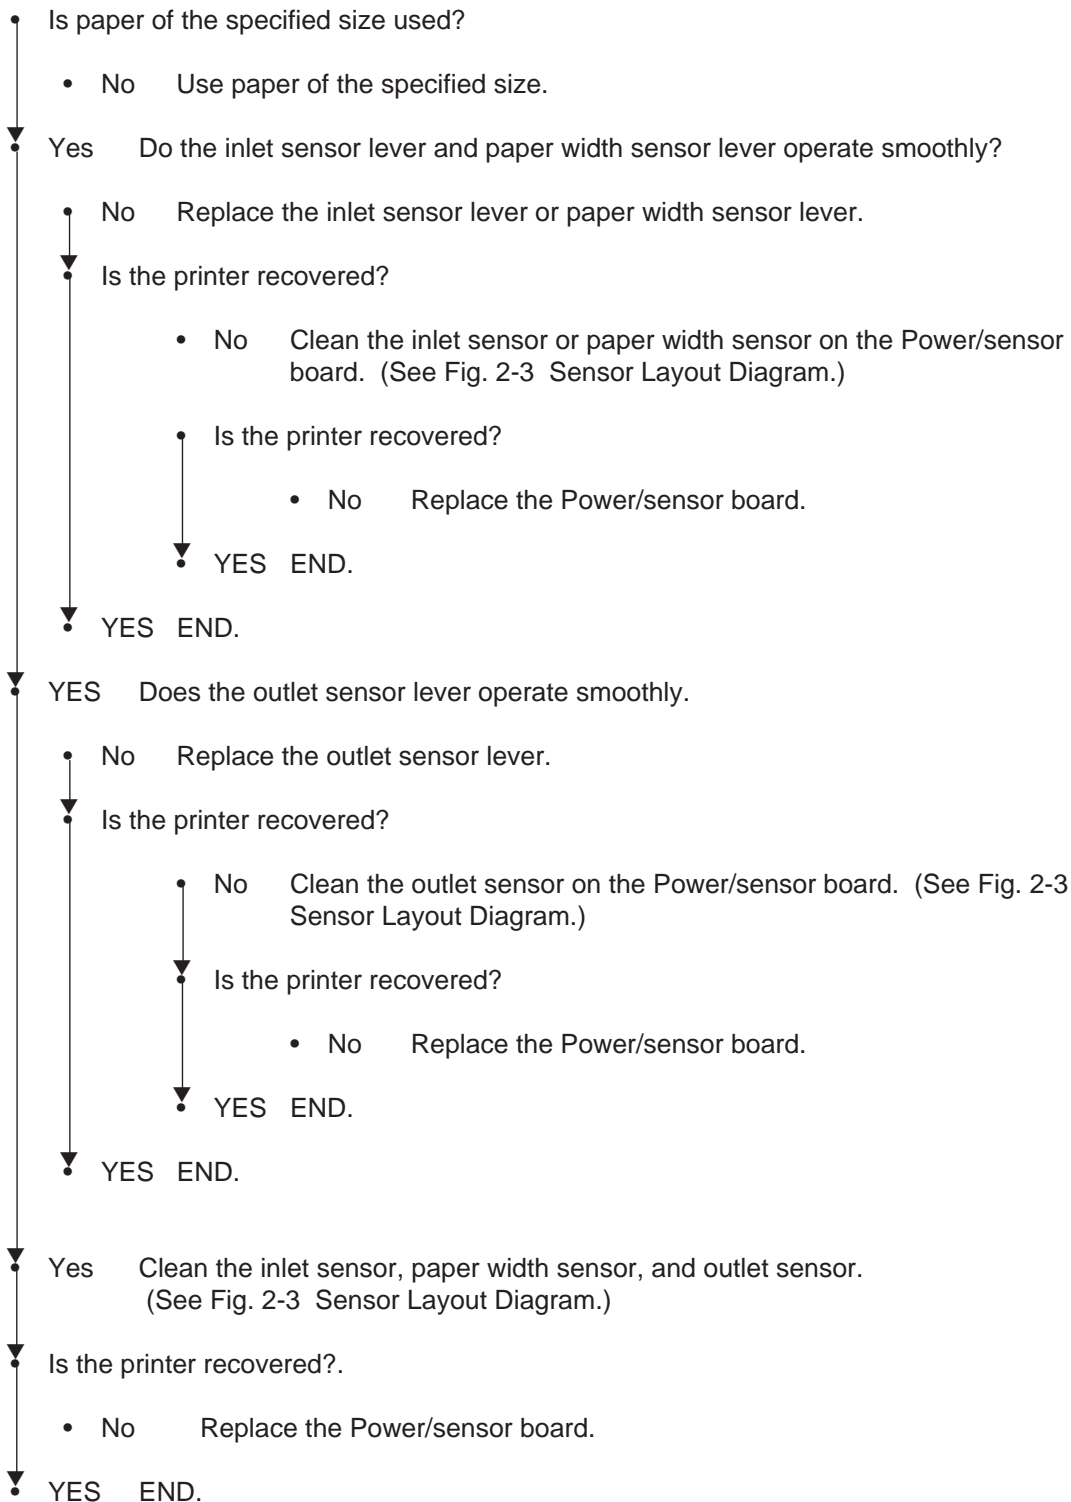 • Is paper of the specified size used?
• No Use paper of the specified size.
• Yes Do the inlet sensor lever and paper width sensor lever operate smoothly?
• No Replace the inlet sensor lever or paper width sensor lever.
• Is the printer recovered?
• No Clean the inlet sensor or paper width sensor on the Power/sensor
board. (See Fig. 2-3 Sensor Layout Diagram.)
• Is the printer recovered?
• No Replace the Power/sensor board.
• YES END.
• YES END.
• YES Does the outlet sensor lever operate smoothly.
• No Replace the outlet sensor lever.
• Is the printer recovered?
• No Clean the outlet sensor on the Power/sensor board. (See Fig. 2-3
Sensor Layout Diagram.)
• Is the printer recovered?
• No Replace the Power/sensor board.
• YES END.
• YES END.
• Yes Clean the inlet sensor, paper width sensor, and outlet sensor.
(See Fig. 2-3 Sensor Layout Diagram.)
• Is the printer recovered?.
• No Replace the Power/sensor board.
• YES END.